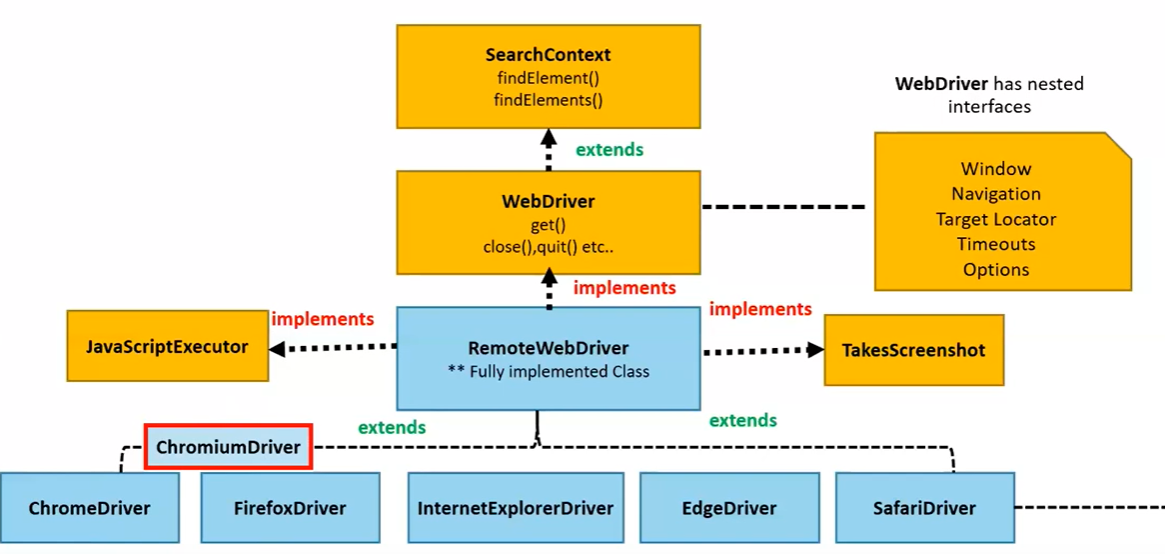 SearchContext
findElement()
findElements()
WebDriver has nested
interfaces
extends
Window
Navigation
Target Locator
Timeouts
Options
WebDriver
get()
close(),quit() etc..
implements
implements
implements
JavaScriptExecutor
RemoteWebDriver
** Fully implemented Class
TakesScreenshot
extends
extends
ChromiumDriver
ChromeDriver
FirefoxDriver
InternetExplorerDriver
EdgeDriver
SafariDriver